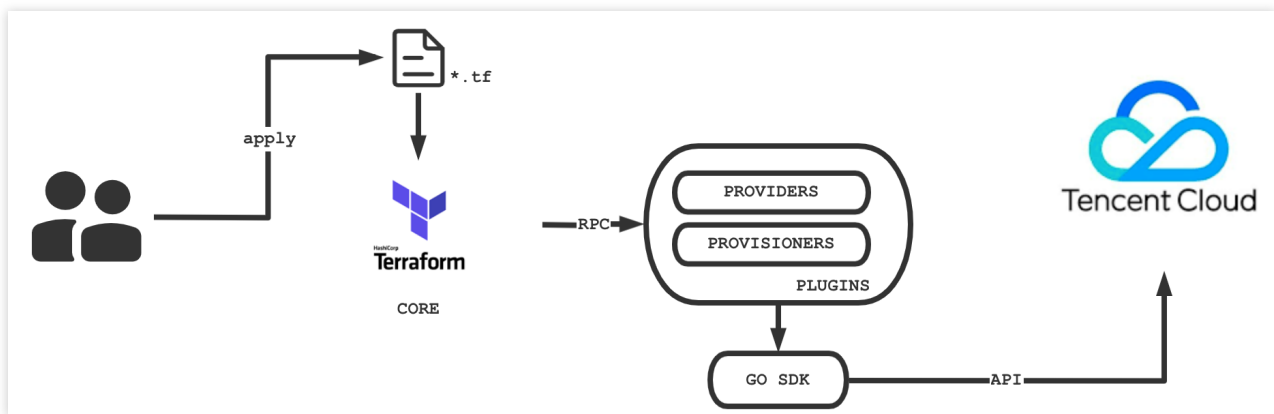 *.tf
apply
HashiCorp
Terraform
CORE
RPC
PROVIDERS
PROVISIONERS
PLUGINS
GO SDK
API
Tencent Cloud